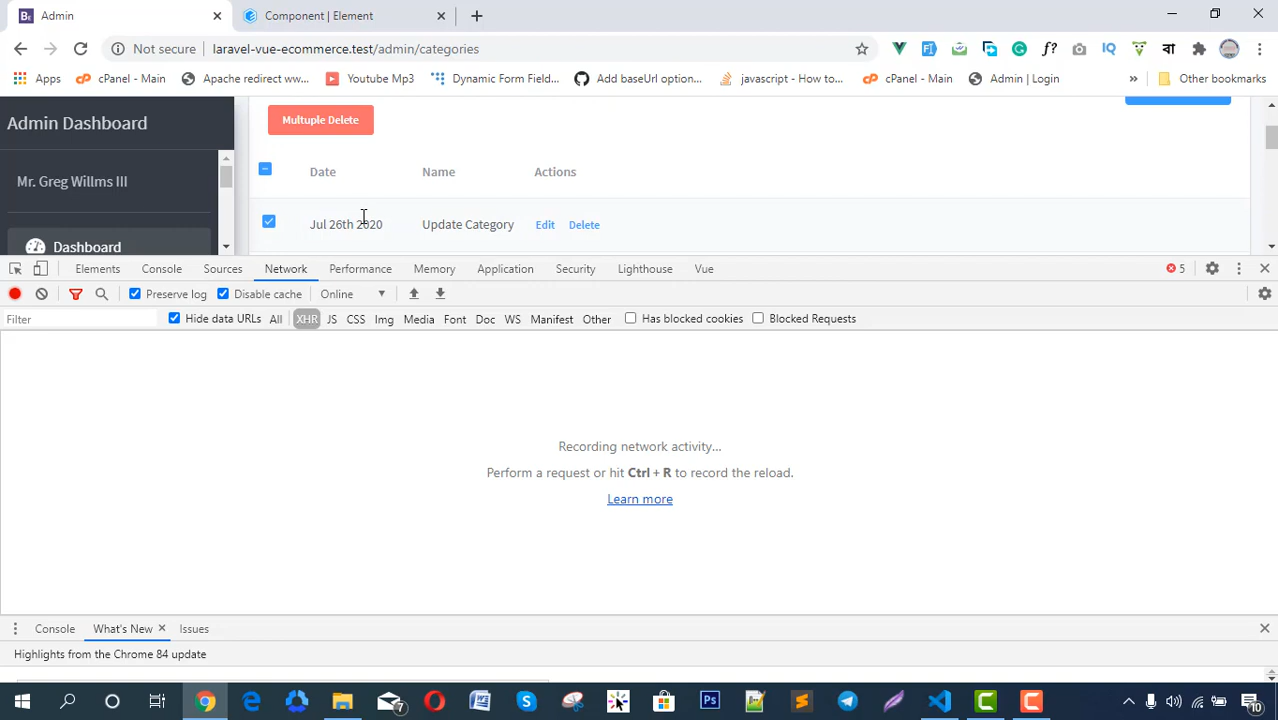 Admin
Component | Element
Not secure
laravel-vue-ecommerce.test/admin/categories
f?
IQ
বা
Apps
cPanel - Main
Apache redirect ww...
Youtube Mp3
Dynamic Form Field...
Add baseUrl option...
javascript - How to...
cPanel - Main
Admin | Login
»
Other bookmarks
Admin Dashboard
Mr. Greg Willms III
Dashboard
Multuple Delete
Date Name Actions
Jul 26th 2020 Update Category Edit Delete
Elements Console Sources Network Performance Memory Application Security Lighthouse Vue
5
Preserve log Disable cache Online
Filter Hide data URLs All XHR JS CSS Img Media Font Doc WS Manifest Other Has blocked cookies Blocked Requests
Recording network activity...
Perform a request or hit Ctrl + R to record the reload.
Learn more
Console What's New Issues
Highlights from the Chrome 84 update
7
Ps
10